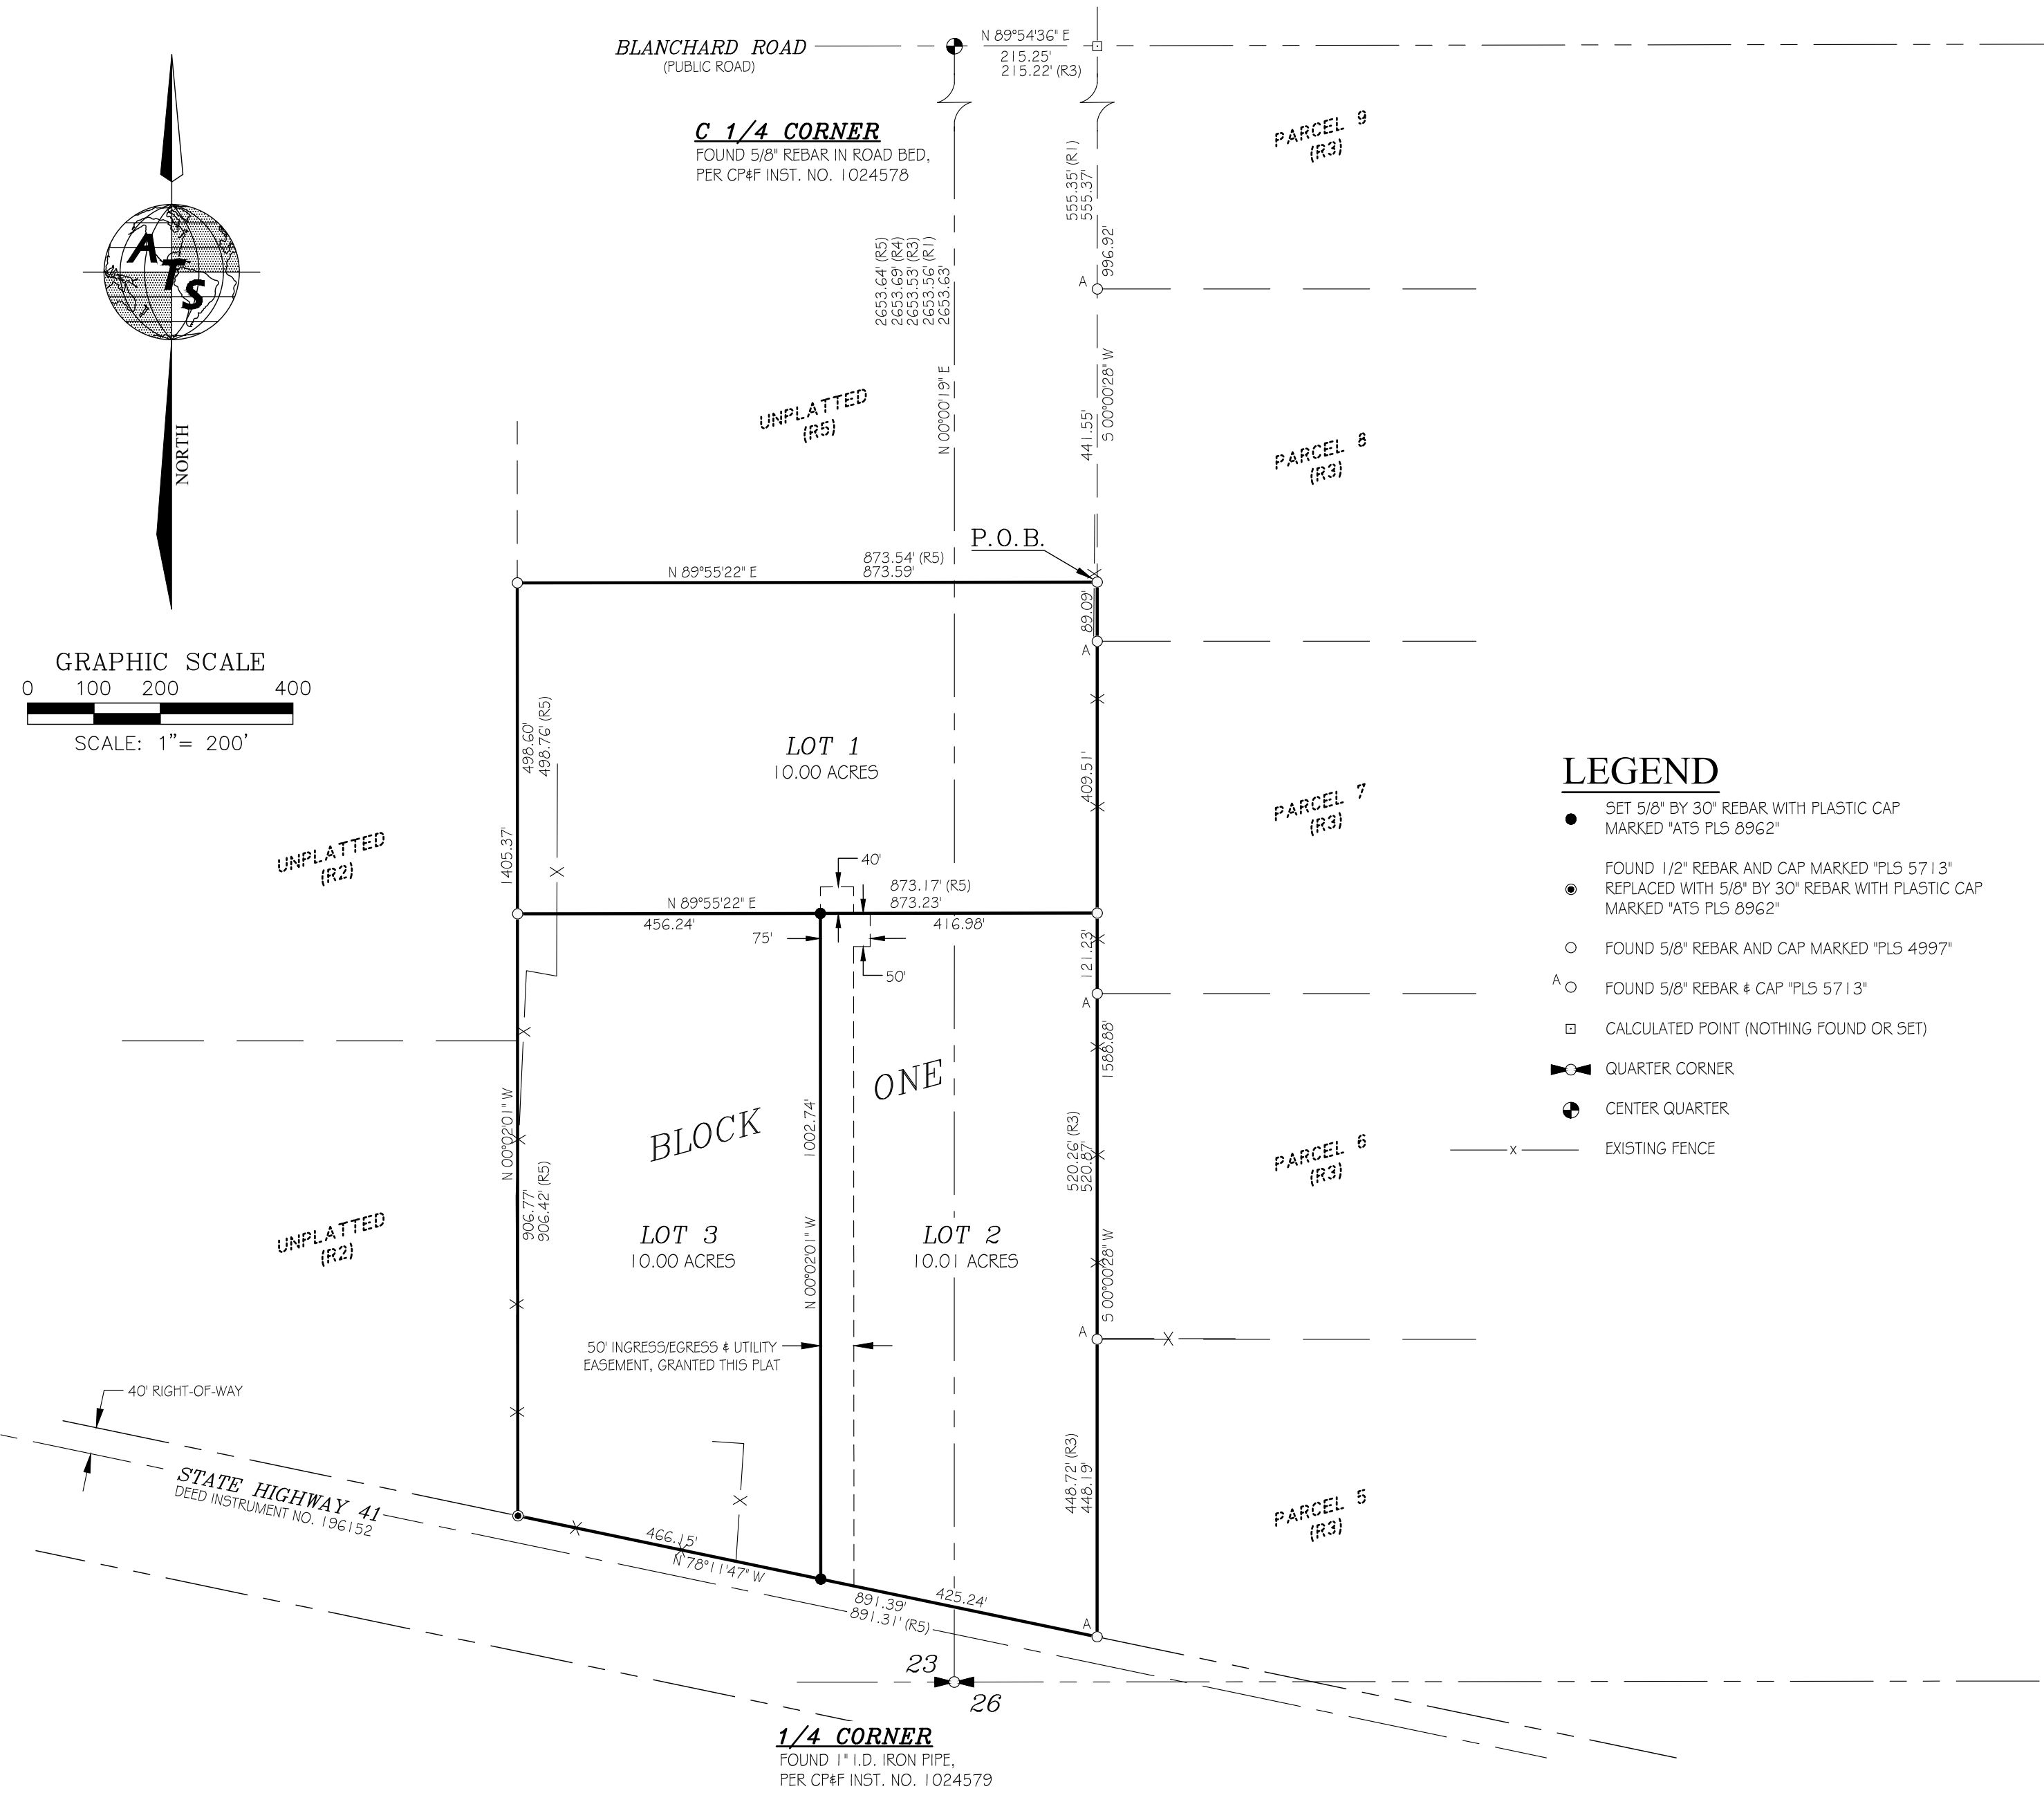 BLANCHARD ROAD
(PUBLIC ROAD)
N 89°54'36" E
215.25'
215.22' (R3)
C 1/4 CORNER
FOUND 5/8" REBAR IN ROAD BED,
PER CP&F INST. NO. 1024578
PARCEL 9
(R3)
555.35' (R1)
555.37'
996.92'
A
2653.64' (R5)
2653.69' (R4)
2653.53' (R3)
2653.56' (R1)
2653.63'
N 00°00'19" E
441.55'
S 00°00'28" W
UNPLATTED
(R5)
PARCEL 8
(R3)
A
T
S
NORTH
P.O.B.
873.54' (R5)
N 89°55'22" E
873.59'
89.09'
A
GRAPHIC SCALE
0 100 200 400
SCALE: 1"= 200'
498.60'
498.76' (R5)
LOT 1
10.00 ACRES
409.51'
PARCEL 7
(R3)
1405.37'
UNPLATTED
(R2)
40'
873.17' (R5)
N 89°55'22" E
873.23'
456.24'
416.98'
75'
50'
121.23'
A
1588.88'
LEGEND
SET 5/8" BY 30" REBAR WITH PLASTIC CAP
MARKED "ATS PLS 8962"
FOUND 1/2" REBAR AND CAP MARKED "PLS 5713"
REPLACED WITH 5/8" BY 30" REBAR WITH PLASTIC CAP
MARKED "ATS PLS 8962"
FOUND 5/8" REBAR AND CAP MARKED "PLS 4997"
A
FOUND 5/8" REBAR & CAP "PLS 5713"
CALCULATED POINT (NOTHING FOUND OR SET)
QUARTER CORNER
CENTER QUARTER
X
EXISTING FENCE
BLOCK ONE
N 00°02'01" W
1002.74'
520.26' (R3)
520.87'
PARCEL 6
(R3)
906.77'
906.42' (R5)
UNPLATTED
(R2)
LOT 3
10.00 ACRES
N 00°02'01" W
LOT 2
10.01 ACRES
S 00°00'28" W
50' INGRESS/EGRESS & UTILITY
EASEMENT, GRANTED THIS PLAT
A
40' RIGHT-OF-WAY
STATE HIGHWAY 41
DEED INSTRUMENT NO. 196152
448.72' (R3)
448.19'
PARCEL 5
(R3)
466.15'
N 78°11'47" W
891.39'
891.31' (R5)
425.24'
A
23
26
1/4 CORNER
FOUND 1" I.D. IRON PIPE,
PER CP&F INST. NO. 1024579